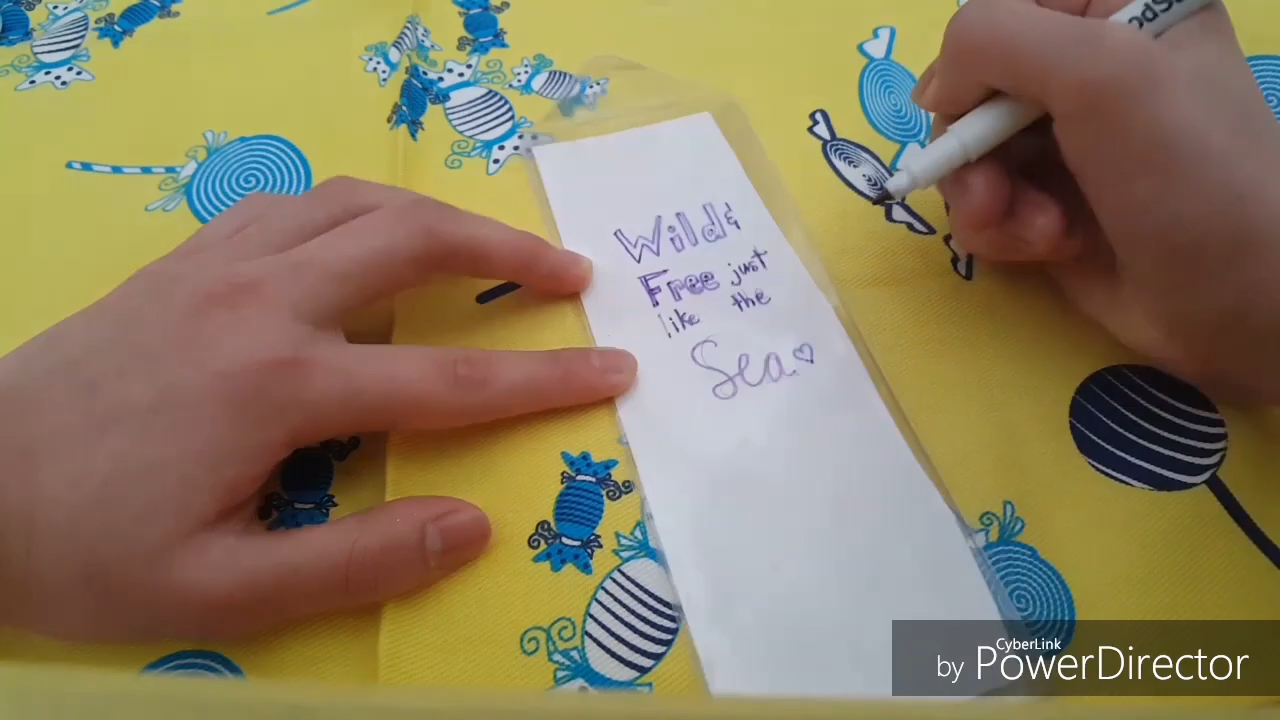 Wild &
Free just
like the
Sea.♡
CyberLink
by PowerDirector